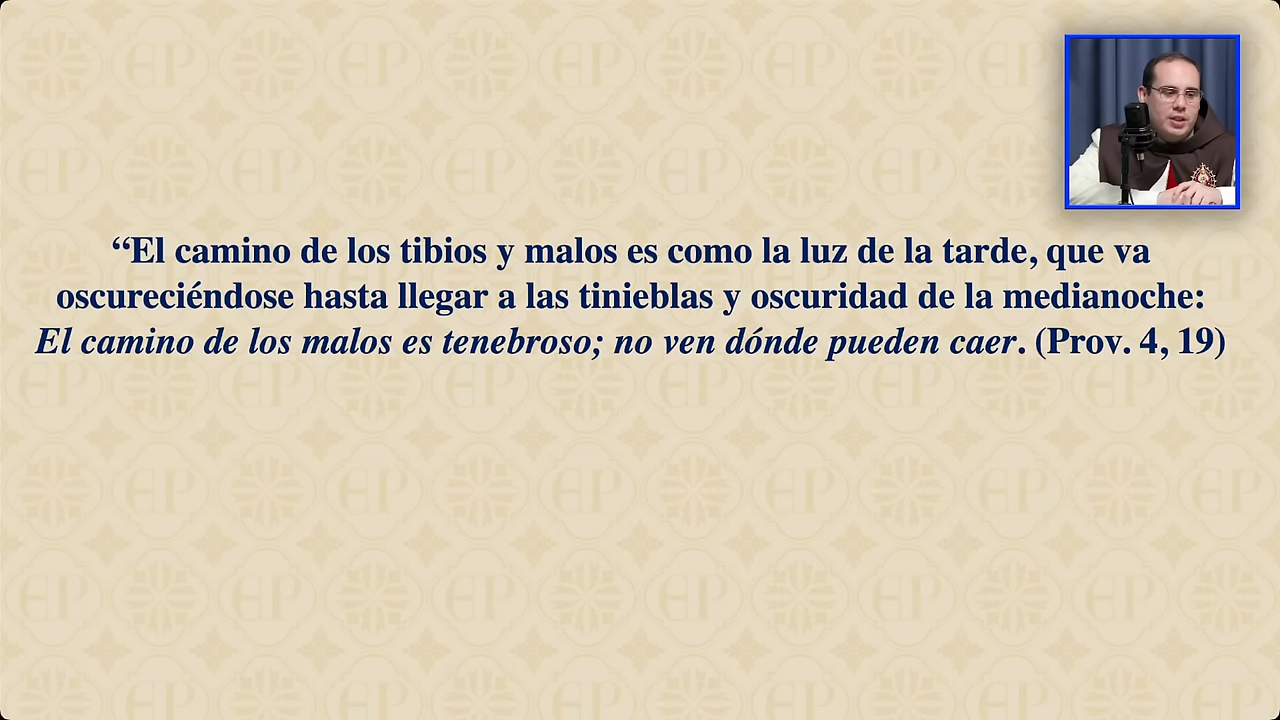 “El camino de los tibios y malos es como la luz de la tarde, que va
oscureciéndose hasta llegar a las tinieblas y oscuridad de la medianoche:
El camino de los malos es tenebroso; no ven dónde pueden caer. (Prov. 4, 19)